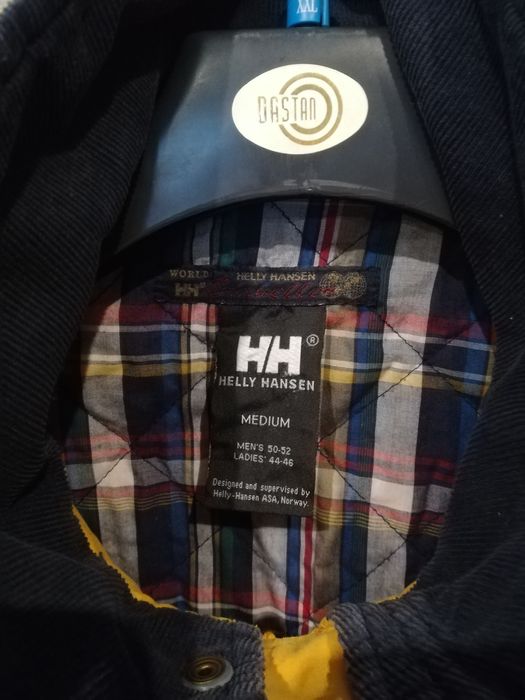 XXL
DASTAN
WORLD HELLY HANSEN
HH
HH®
HELLY HANSEN
MEDIUM
MEN'S 50-52
LADIES' 44-46
Designed and supervised by
Helly-Hansen ASA, Norway.